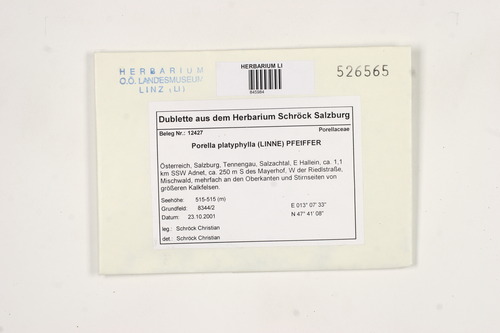 HERBARIUM
O.Ö. LANDESMUSEUM
LINZ (LI)
HERBARIUM LI
526565
Dublette aus dem Herbarium Schröck Salzburg
Beleg Nr.: 12427
Porellaceae
Porella platyphylla (LINNE) PFEIFFER
Österreich, Salzburg, Tennengau, Salzachtal, E Hallein, ca. 1,1
km SSW Adnet, ca. 250 m S des Mayerhof, W der Riedlstraße,
Mischwald, mehrfach an den Oberkanten und Stirnseiten von
größeren Kalkfelsen.
Seehöhe: 515-515 (m)
E 013° 07' 33"
Grundfeld: 8344/2
N 47° 41' 08"
Datum: 23.10.2001
leg.: Schröck Christian
det.: Schröck Christian